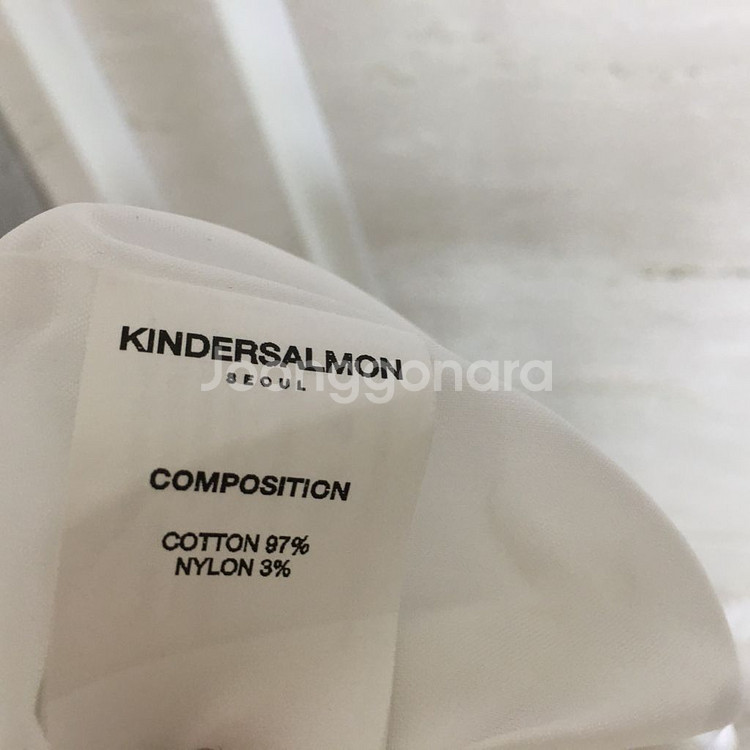 KINDERSALMON
SEOUL
Joonggonara
COMPOSITION
COTTON 97%
NYLON 3%